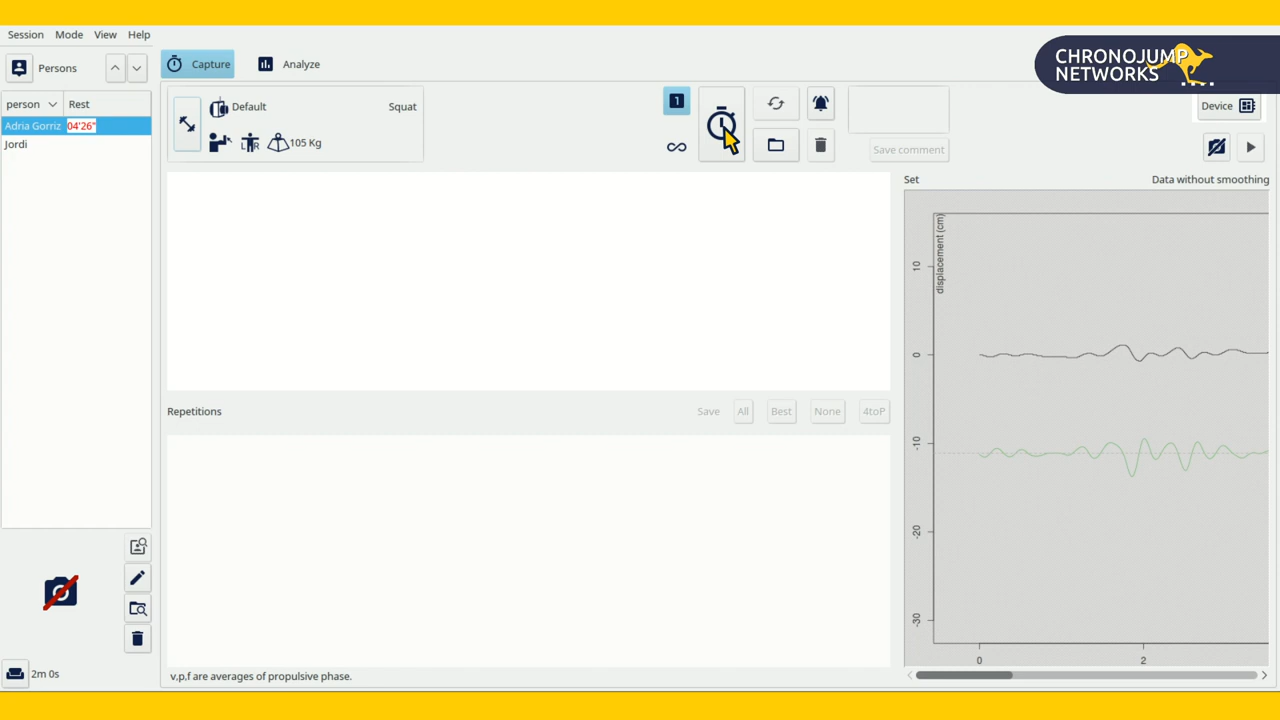 Session Mode View Help
CHRONOJUMP
NETWORKS
Persons
Capture
Analyze
person Rest
Adria Gorriz 04'26"
Jordi
Default
Squat
L R
105 Kg
1
Save comment
Device
Set
Data without smoothing
displacement (cm)
10
0
-10
-20
-30
0 2
Repetitions
Save All Best None 4toP
2m 0s
v,p,f are averages of propulsive phase.